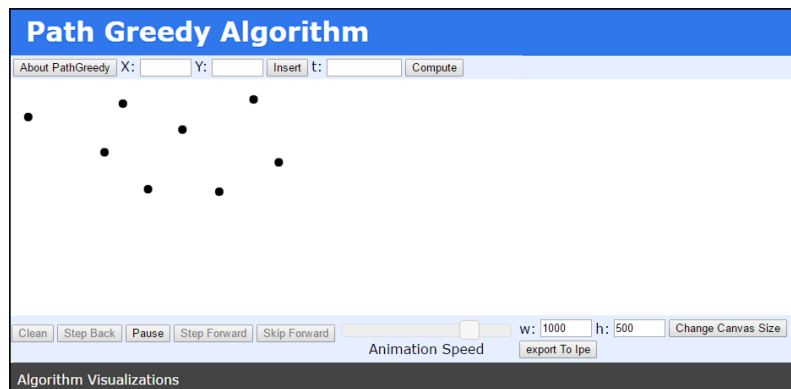 Path Greedy Algorithm
About PathGreedy X: Y: Insert t: Compute
Clean Step Back Pause Step Forward Skip Forward w: 1000 h: 500 Change Canvas Size
Animation Speed export To Ipe
Algorithm Visualizations